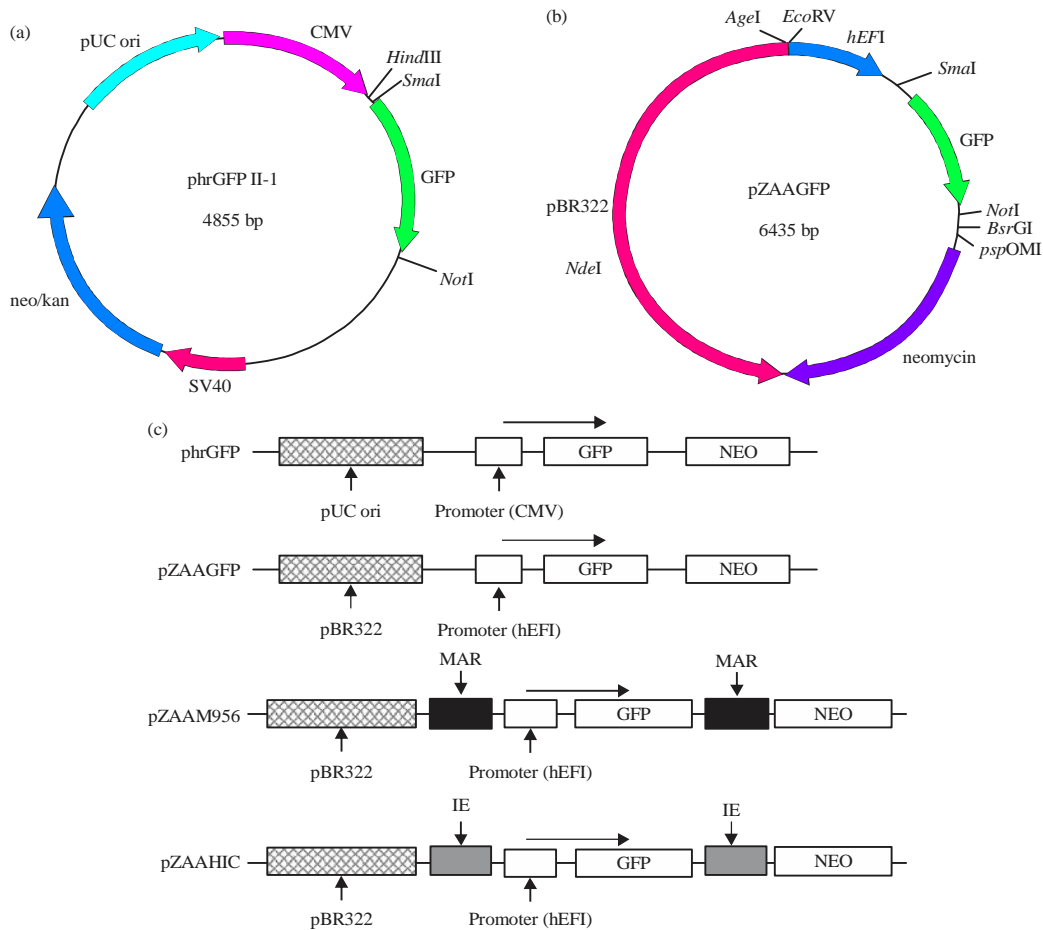 (a)
pUC ori
CMV
HindIII
SmaI
GFP
phrGFP II-1
4855 bp
NotI
neo/kan
SV40
(b)
AgeI
EcoRV
hEFI
SmaI
GFP
pBR322
pZAAGFP
6435 bp
NotI
BsrGI
pspOMI
NdeI
neomycin
(c)
phrGFP
GFP
NEO
pUC ori
Promoter (CMV)
pZAAGFP
GFP
NEO
pBR322
Promoter (hEFI)
MAR
MAR
pZAAM956
GFP
NEO
pBR322
Promoter (hEFI)
IE
IE
pZAAHIC
GFP
NEO
pBR322
Promoter (hEFI)